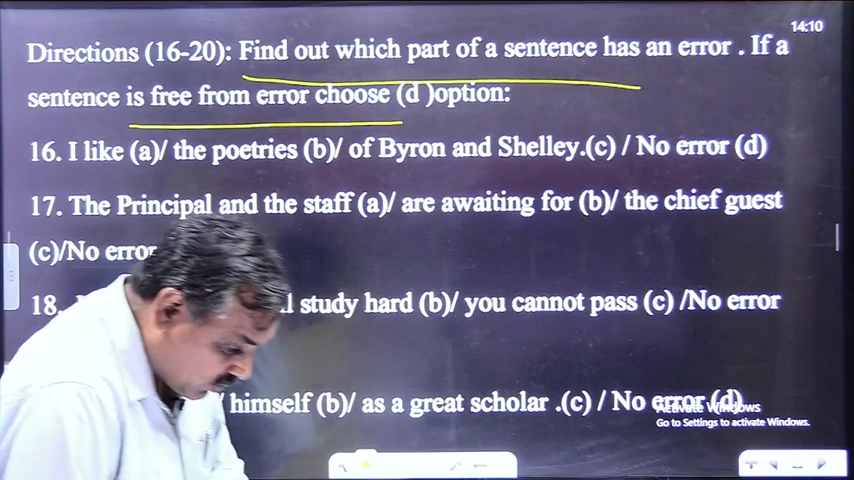 14:10
Directions (16-20): Find out which part of a sentence has an error . If a
sentence is free from error choose (d )option:
16. I like (a)/ the poetries (b)/ of Byron and Shelley.(c) / No error (d)
17. The Principal and the staff (a)/ are awaiting for (b)/ the chief guest
(c)/No error
18. study hard (b)/ you cannot pass (c) /No error
himself (b)/ as a great scholar .(c) / No error (d)
Activate Windows
Go to Settings to activate Windows.